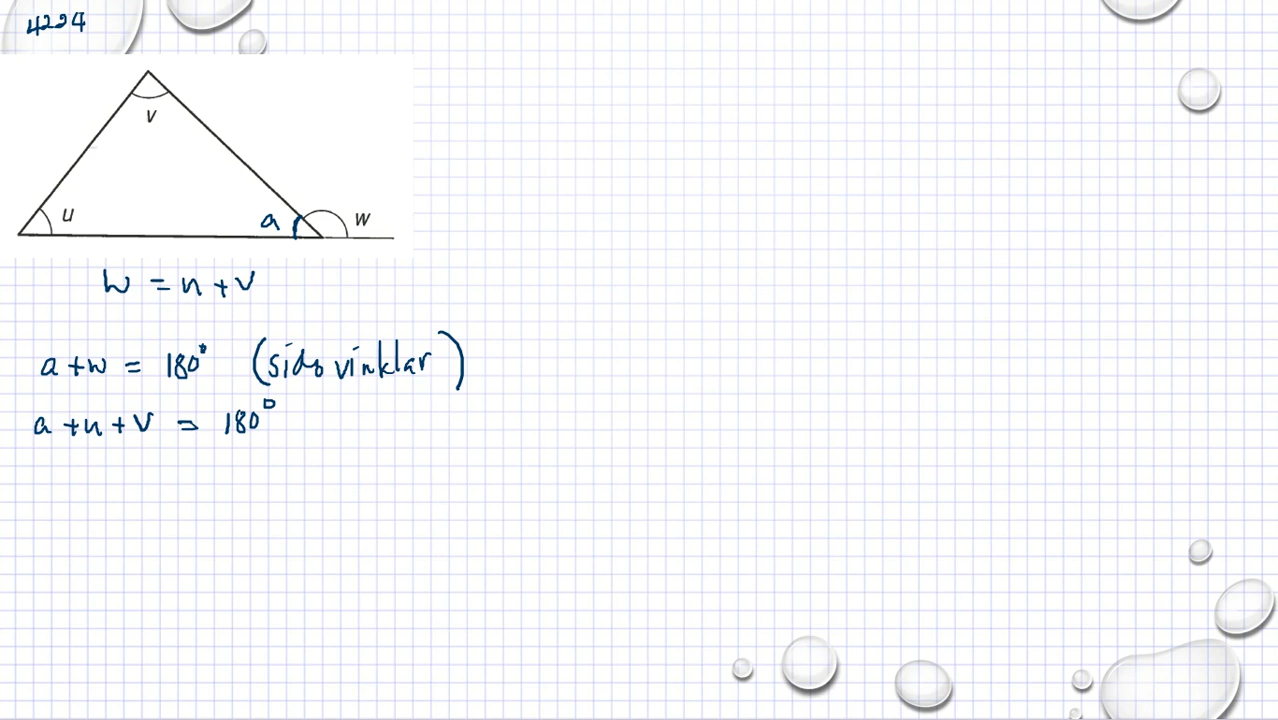 4224
v
u
a
w
w = u + v
a + w = 180° (sidovinklar)
a + u + v = 180°